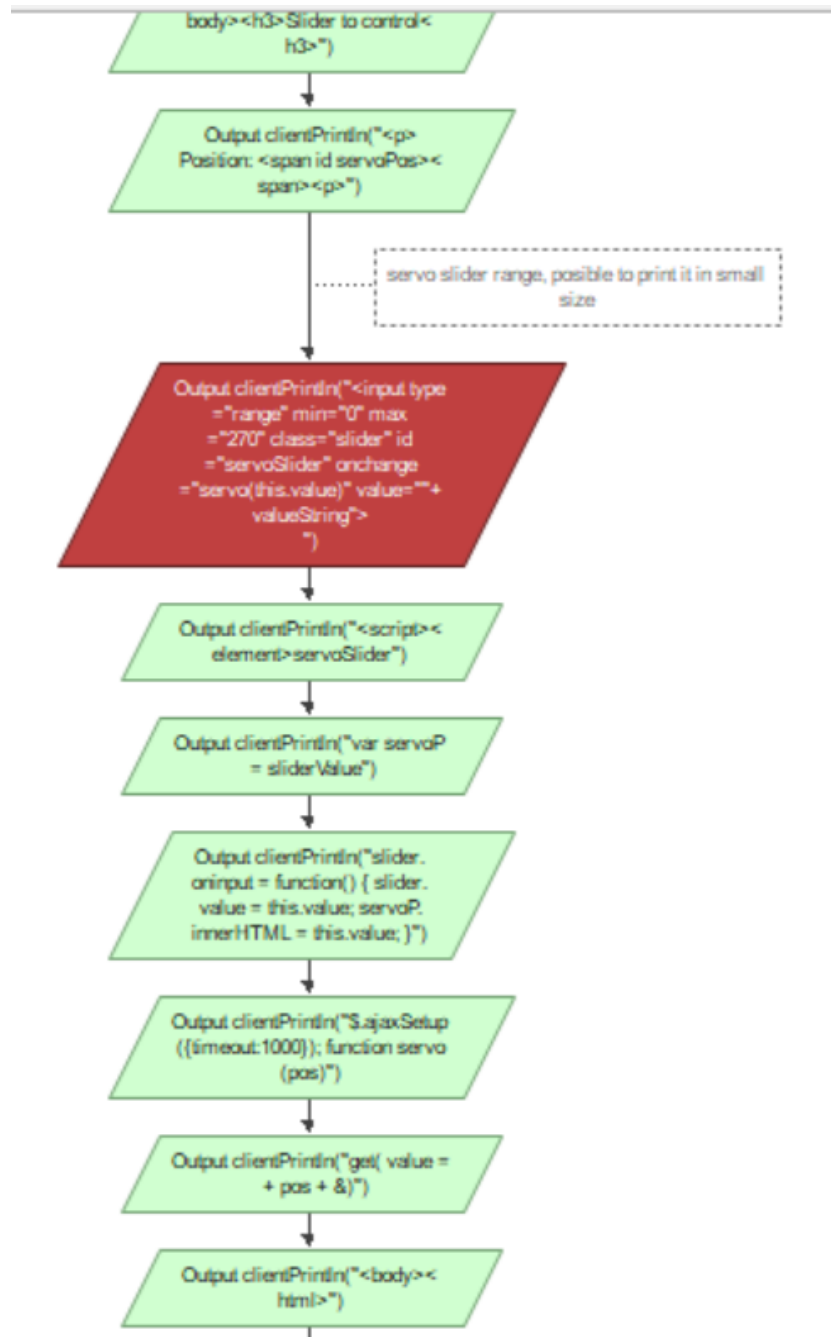 body><h3>Slider to control<
h3>")
Output clientPrintln("<p>
Position: <span id servoPos><
span><p>")
servo slider range, posible to print it in small
size
Output clientPrintln("<input type
="range" min="0" max
="270" class="slider" id
="servoSlider" onchange
="servo(this.value)" value=""+
valueString">
")
Output clientPrintln("<script><
element>servoSlider")
Output clientPrintln("var servoP
= sliderValue")
Output clientPrintln("slider.
oninput = function() { slider.
value = this.value; servoP.
innerHTML = this.value; }")
Output clientPrintln("$.ajaxSetup
({timeout:1000}); function servo
(pos)")
Output clientPrintln("get( value =
+ pos + &)")
Output clientPrintln("<body><
html>")